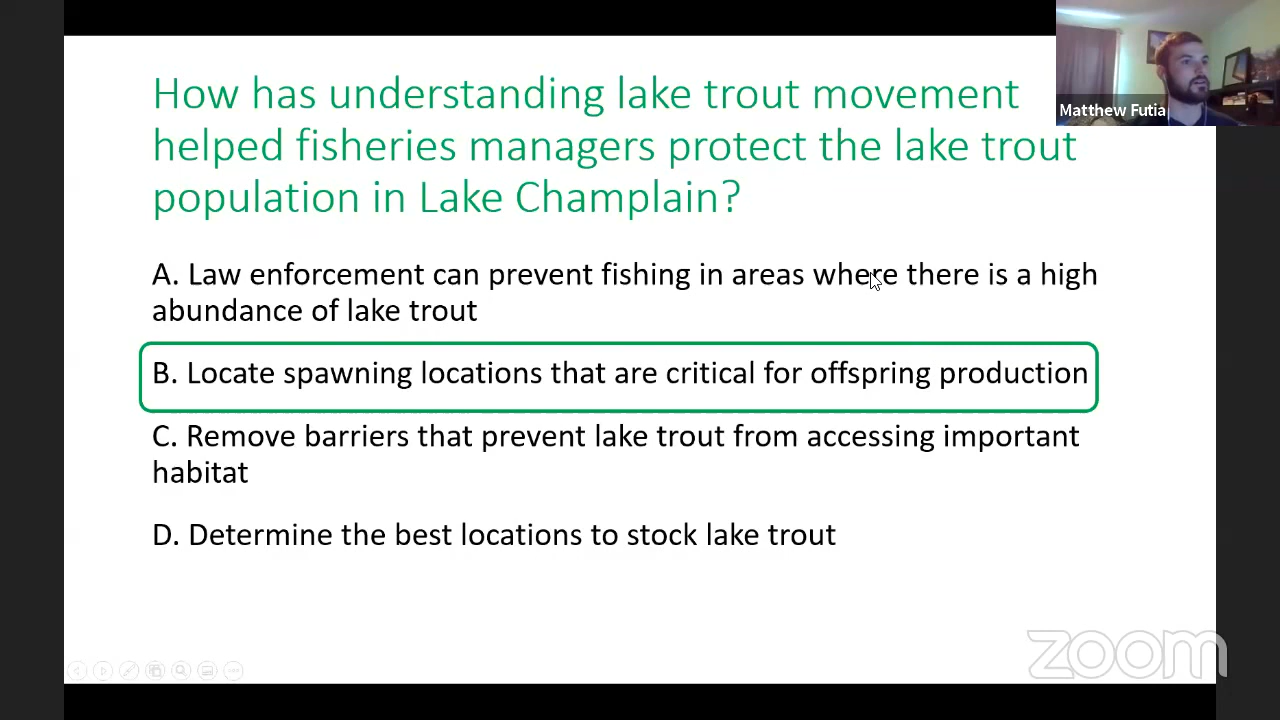 How has understanding lake trout movement
helped fisheries managers protect the lake trout
population in Lake Champlain?
Matthew Futia
A. Law enforcement can prevent fishing in areas where there is a high
abundance of lake trout
B. Locate spawning locations that are critical for offspring production
C. Remove barriers that prevent lake trout from accessing important
habitat
D. Determine the best locations to stock lake trout
zoom